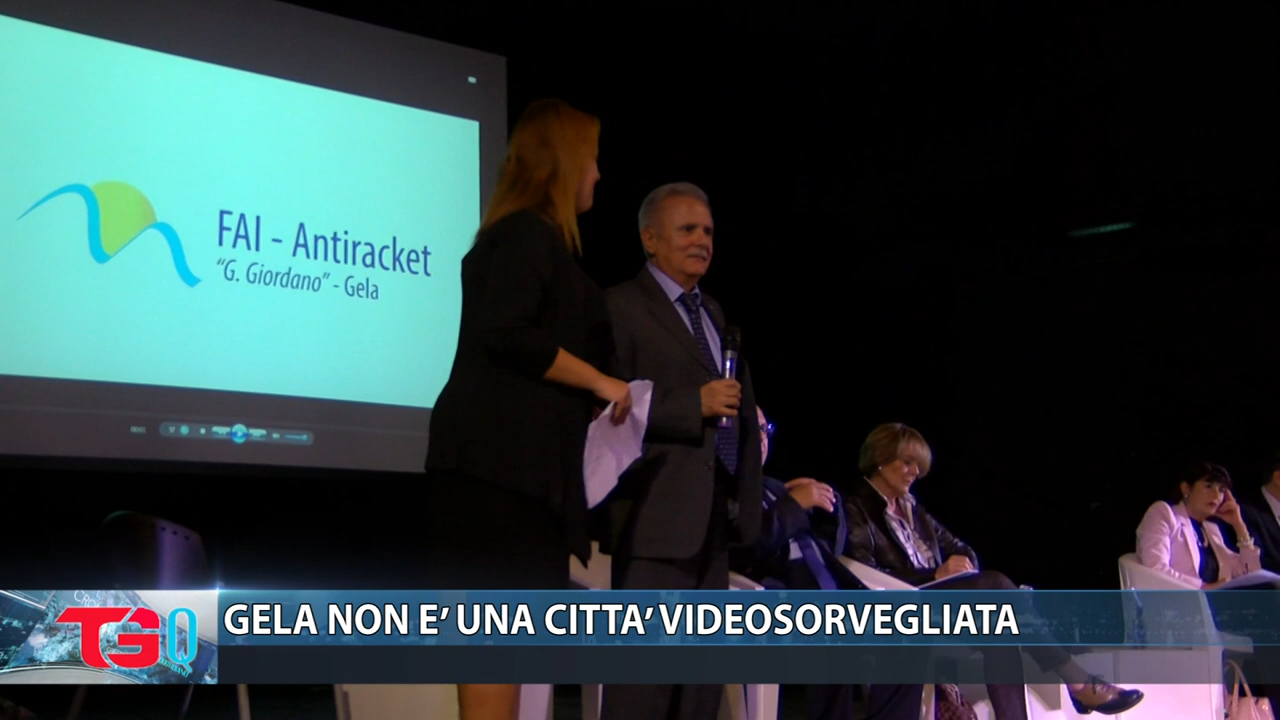 FAI - Antiracket
"G. Giordano" - Gela
TGQ
GELA NON E' UNA CITTA' VIDEOSORVEGLIATA